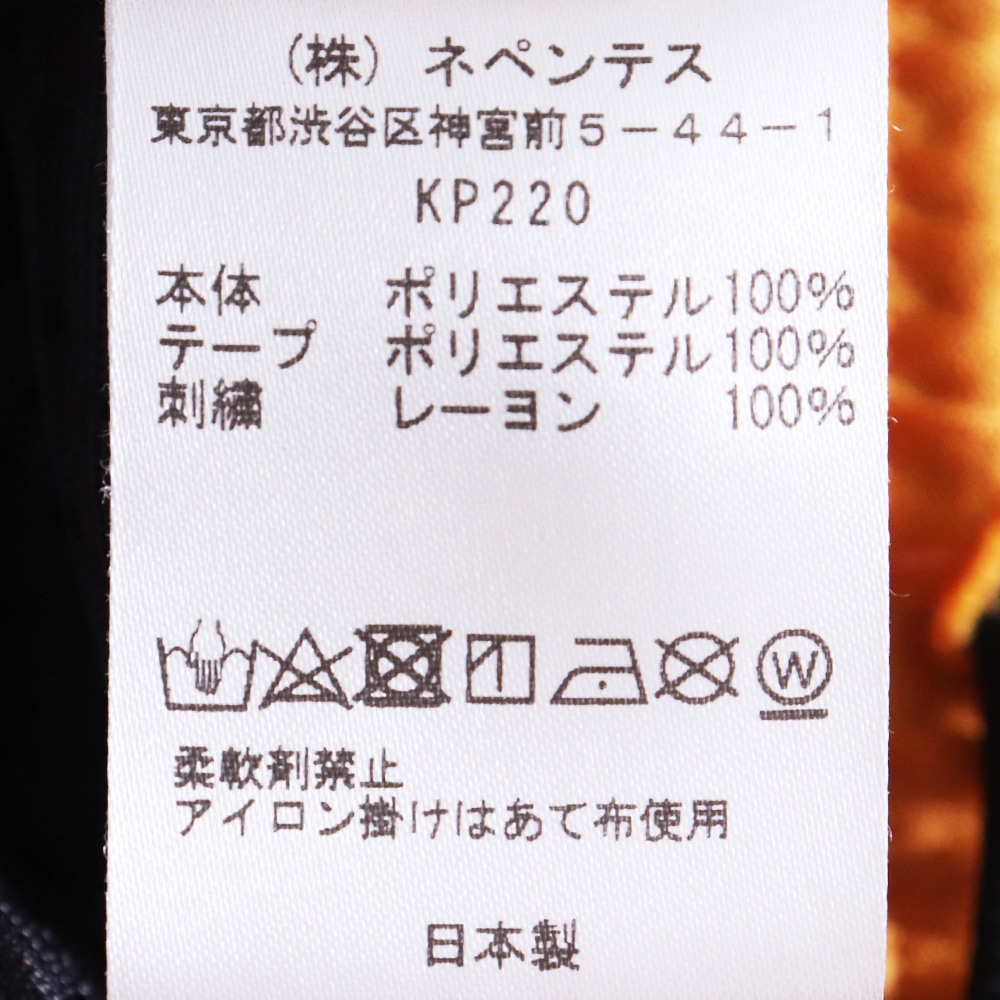 (株) ネペンテス
東京都渋谷区神宮前5-44-1
KP220
本体 ポリエステル100%
テープ ポリエステル100%
刺繍 レーヨン 100%
W
柔軟剤禁止
アイロン掛けはあて布使用
日本製